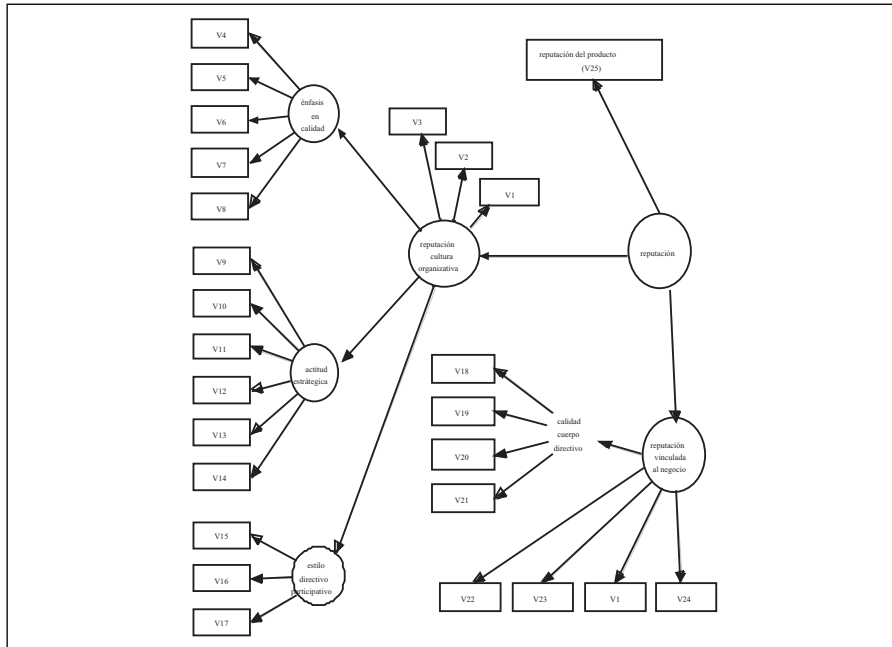 V4
V5
V6
V7
V8
énfasis
en
calidad
V3
V2
V1
reputación del producto
(V25)
reputación
cultura
organizativa
reputación
V9
V10
V11
V12
V13
V14
actitud
estrátegica
V18
V19
V20
V21
calidad
cuerpo
directivo
reputación
vinculada
al negocio
V15
V16
V17
estilo
directivo
participativo
V22
V23
V1
V24